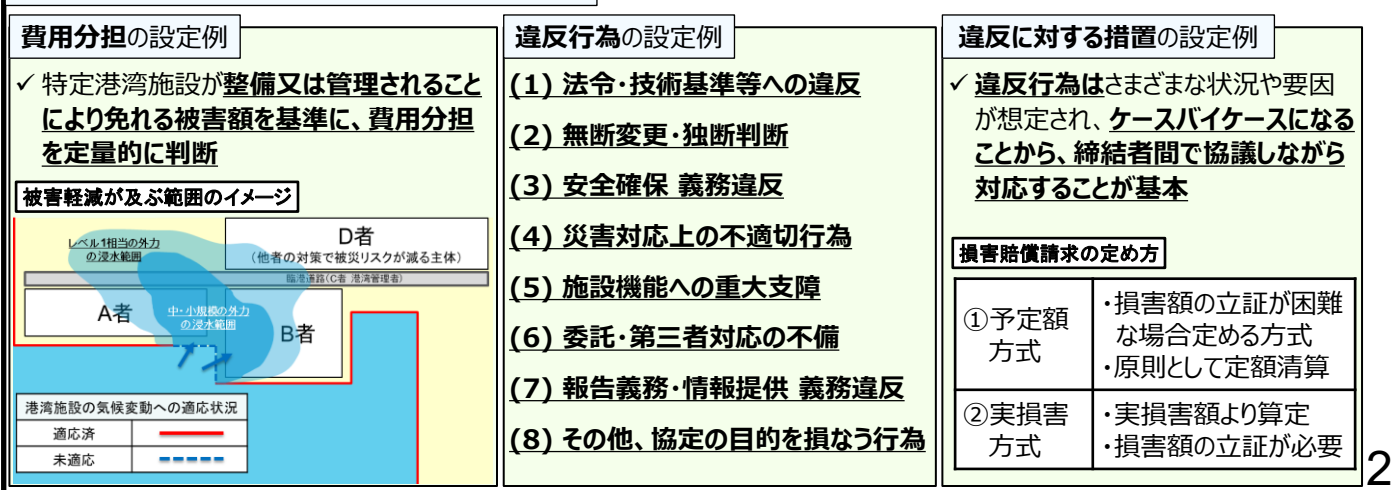 費用分担の設定例
✓ 特定港湾施設が整備又は管理されること
により免れる被害額を基準に、費用分担
を定量的に判断
被害軽減が及ぶ範囲のイメージ
レベル1相当の外力
の浸水範囲
D者
(他者の対策で被災リスクが減る主体)
臨港道路(C者 港湾管理者)
A者
中・小規模の外力
の浸水範囲
B者
港湾施設の気候変動への適応状況
適応済
未適応
違反行為の設定例
(1) 法令・技術基準等への違反
(2) 無断変更・独断判断
(3) 安全確保 義務違反
(4) 災害対応上の不適切行為
(5) 施設機能への重大支障
(6) 委託・第三者対応の不備
(7) 報告義務・情報提供 義務違反
(8) その他、協定の目的を損なう行為
違反に対する措置の設定例
✓ 違反行為はさまざまな状況や要因
が想定され、ケースバイケースになる
ことから、締結者間で協議しながら
対応することが基本
損害賠償請求の定め方
①予定額
方式
・損害額の立証が困難
な場合定める方式
・原則として定額清算
②実損害
方式
・実損害額より算定
・損害額の立証が必要
2